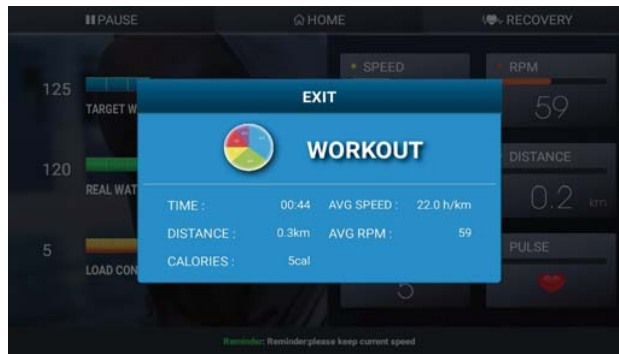 PAUSE
HOME
RECOVERY
SPEED
RPM
125
TARGET W
59
EXIT
WORKOUT
TIME : 00:44 AVG SPEED : 22.0 h/km
DISTANCE : 0.3km AVG RPM : 59
CALORIES : 5cal
120
REAL WAT
DISTANCE
0.2 km
5
LOAD CON
PULSE
5
Reminder: Reminder:please keep current speed